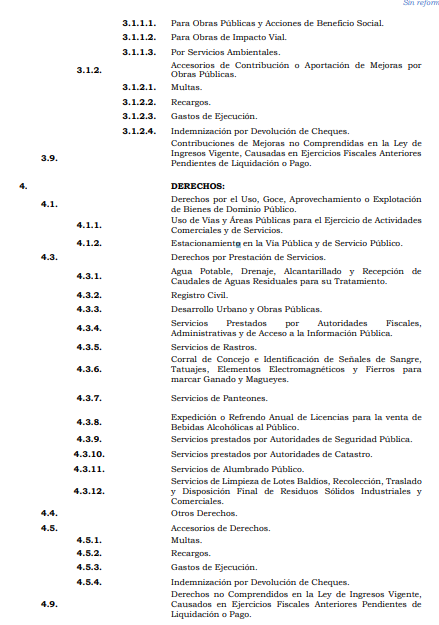 Sin reform
3.1.1.1. Para Obras Públicas y Acciones de Beneficio Social.
3.1.1.2. Para Obras de Impacto Vial.
3.1.1.3. Por Servicios Ambientales.
3.1.2. Accesorios de Contribución o Aportación de Mejoras por
Obras Públicas.
3.1.2.1. Multas.
3.1.2.2. Recargos.
3.1.2.3. Gastos de Ejecución.
3.1.2.4. Indemnización por Devolución de Cheques.
3.9. Contribuciones de Mejoras no Comprendidas en la Ley de
Ingresos Vigente, Causadas en Ejercicios Fiscales Anteriores
Pendientes de Liquidación o Pago.
4. DERECHOS:
4.1. Derechos por el Uso, Goce, Aprovechamiento o Explotación
de Bienes de Dominio Público.
4.1.1. Uso de Vías y Áreas Públicas para el Ejercicio de Actividades
Comerciales y de Servicios.
4.1.2. Estacionamiento en la Vía Pública y de Servicio Público.
4.3. Derechos por Prestación de Servicios.
4.3.1. Agua Potable, Drenaje, Alcantarillado y Recepción de
Caudales de Aguas Residuales para su Tratamiento.
4.3.2. Registro Civil.
4.3.3. Desarrollo Urbano y Obras Públicas.
4.3.4. Servicios Prestados por Autoridades Fiscales,
Administrativas y de Acceso a la Información Pública.
4.3.5. Servicios de Rastros.
4.3.6. Corral de Concejo e Identificación de Señales de Sangre,
Tatuajes, Elementos Electromagnéticos y Fierros para
marcar Ganado y Magueyes.
4.3.7. Servicios de Panteones.
4.3.8. Expedición o Refrendo Anual de Licencias para la venta de
Bebidas Alcohólicas al Público.
4.3.9. Servicios prestados por Autoridades de Seguridad Pública.
4.3.10. Servicios prestados por Autoridades de Catastro.
4.3.11. Servicios de Alumbrado Público.
4.3.12. Servicios de Limpieza de Lotes Baldíos, Recolección, Traslado
y Disposición Final de Residuos Sólidos Industriales y
Comerciales.
4.4. Otros Derechos.
4.5. Accesorios de Derechos.
4.5.1. Multas.
4.5.2. Recargos.
4.5.3. Gastos de Ejecución.
4.5.4. Indemnización por Devolución de Cheques.
4.9. Derechos no Comprendidos en la Ley de Ingresos Vigente,
Causados en Ejercicios Fiscales Anteriores Pendientes de
Liquidación o Pago.